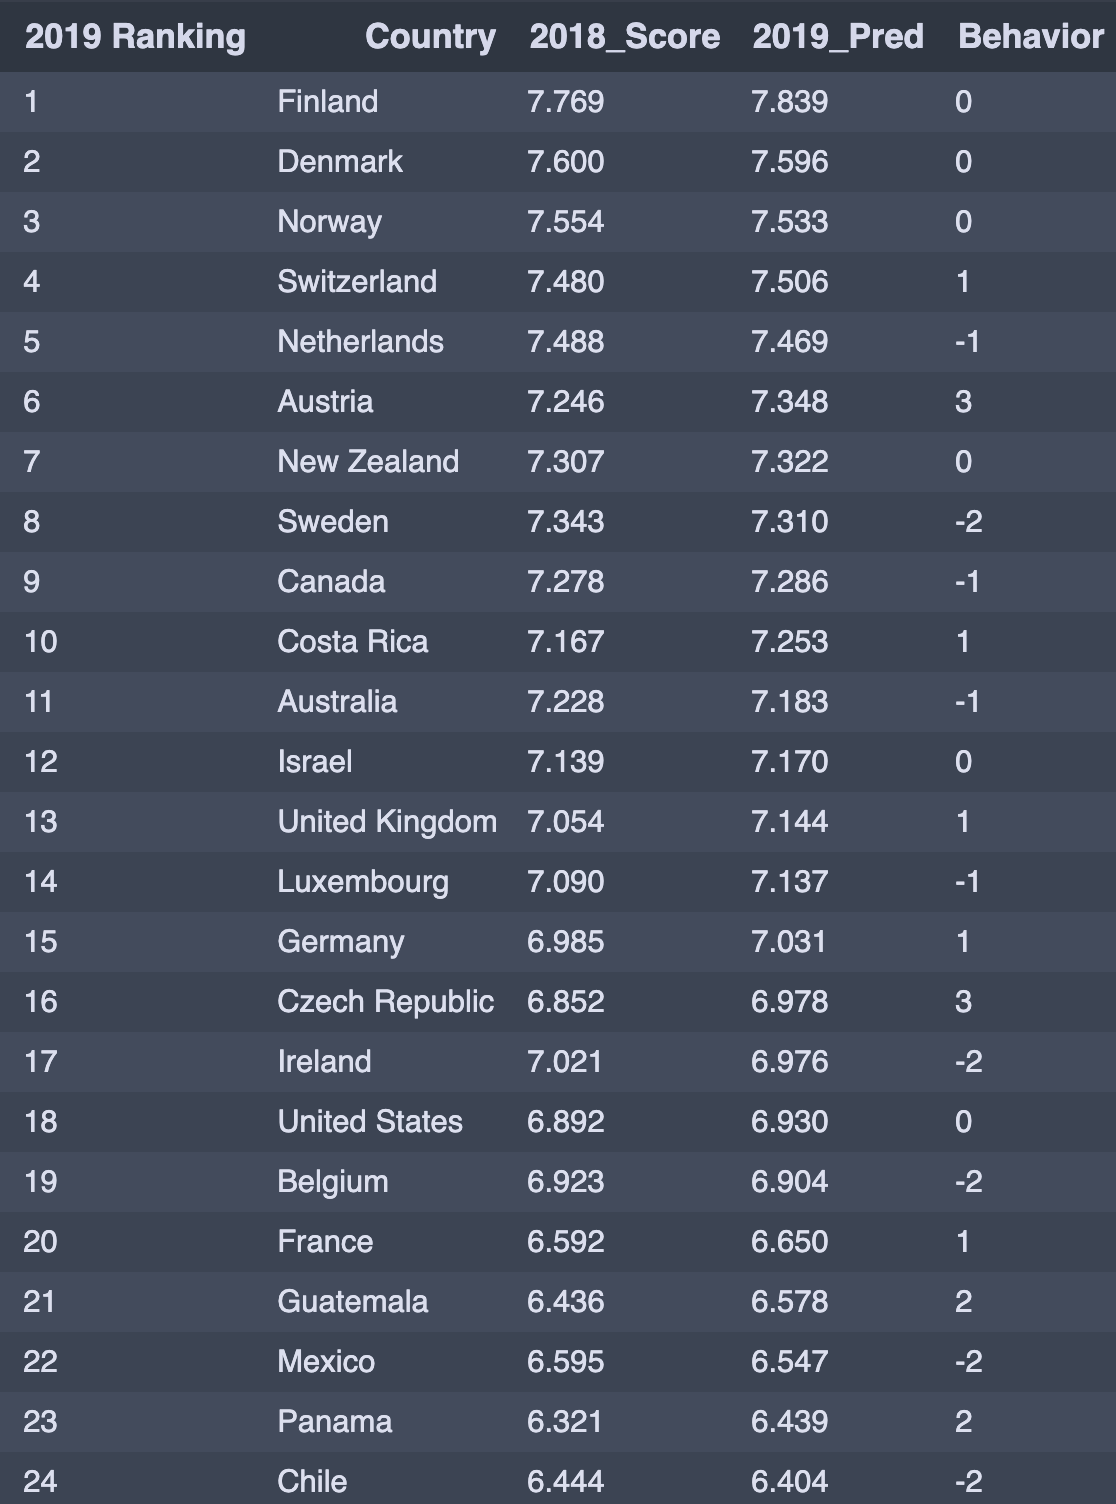 2019 Ranking Country 2018_Score 2019_Pred Behavior
1 Finland 7.769 7.839 0
2 Denmark 7.600 7.596 0
3 Norway 7.554 7.533 0
4 Switzerland 7.480 7.506 1
5 Netherlands 7.488 7.469 -1
6 Austria 7.246 7.348 3
7 New Zealand 7.307 7.322 0
8 Sweden 7.343 7.310 -2
9 Canada 7.278 7.286 -1
10 Costa Rica 7.167 7.253 1
11 Australia 7.228 7.183 -1
12 Israel 7.139 7.170 0
13 United Kingdom 7.054 7.144 1
14 Luxembourg 7.090 7.137 -1
15 Germany 6.985 7.031 1
16 Czech Republic 6.852 6.978 3
17 Ireland 7.021 6.976 -2
18 United States 6.892 6.930 0
19 Belgium 6.923 6.904 -2
20 France 6.592 6.650 1
21 Guatemala 6.436 6.578 2
22 Mexico 6.595 6.547 -2
23 Panama 6.321 6.439 2
24 Chile 6.444 6.404 -2